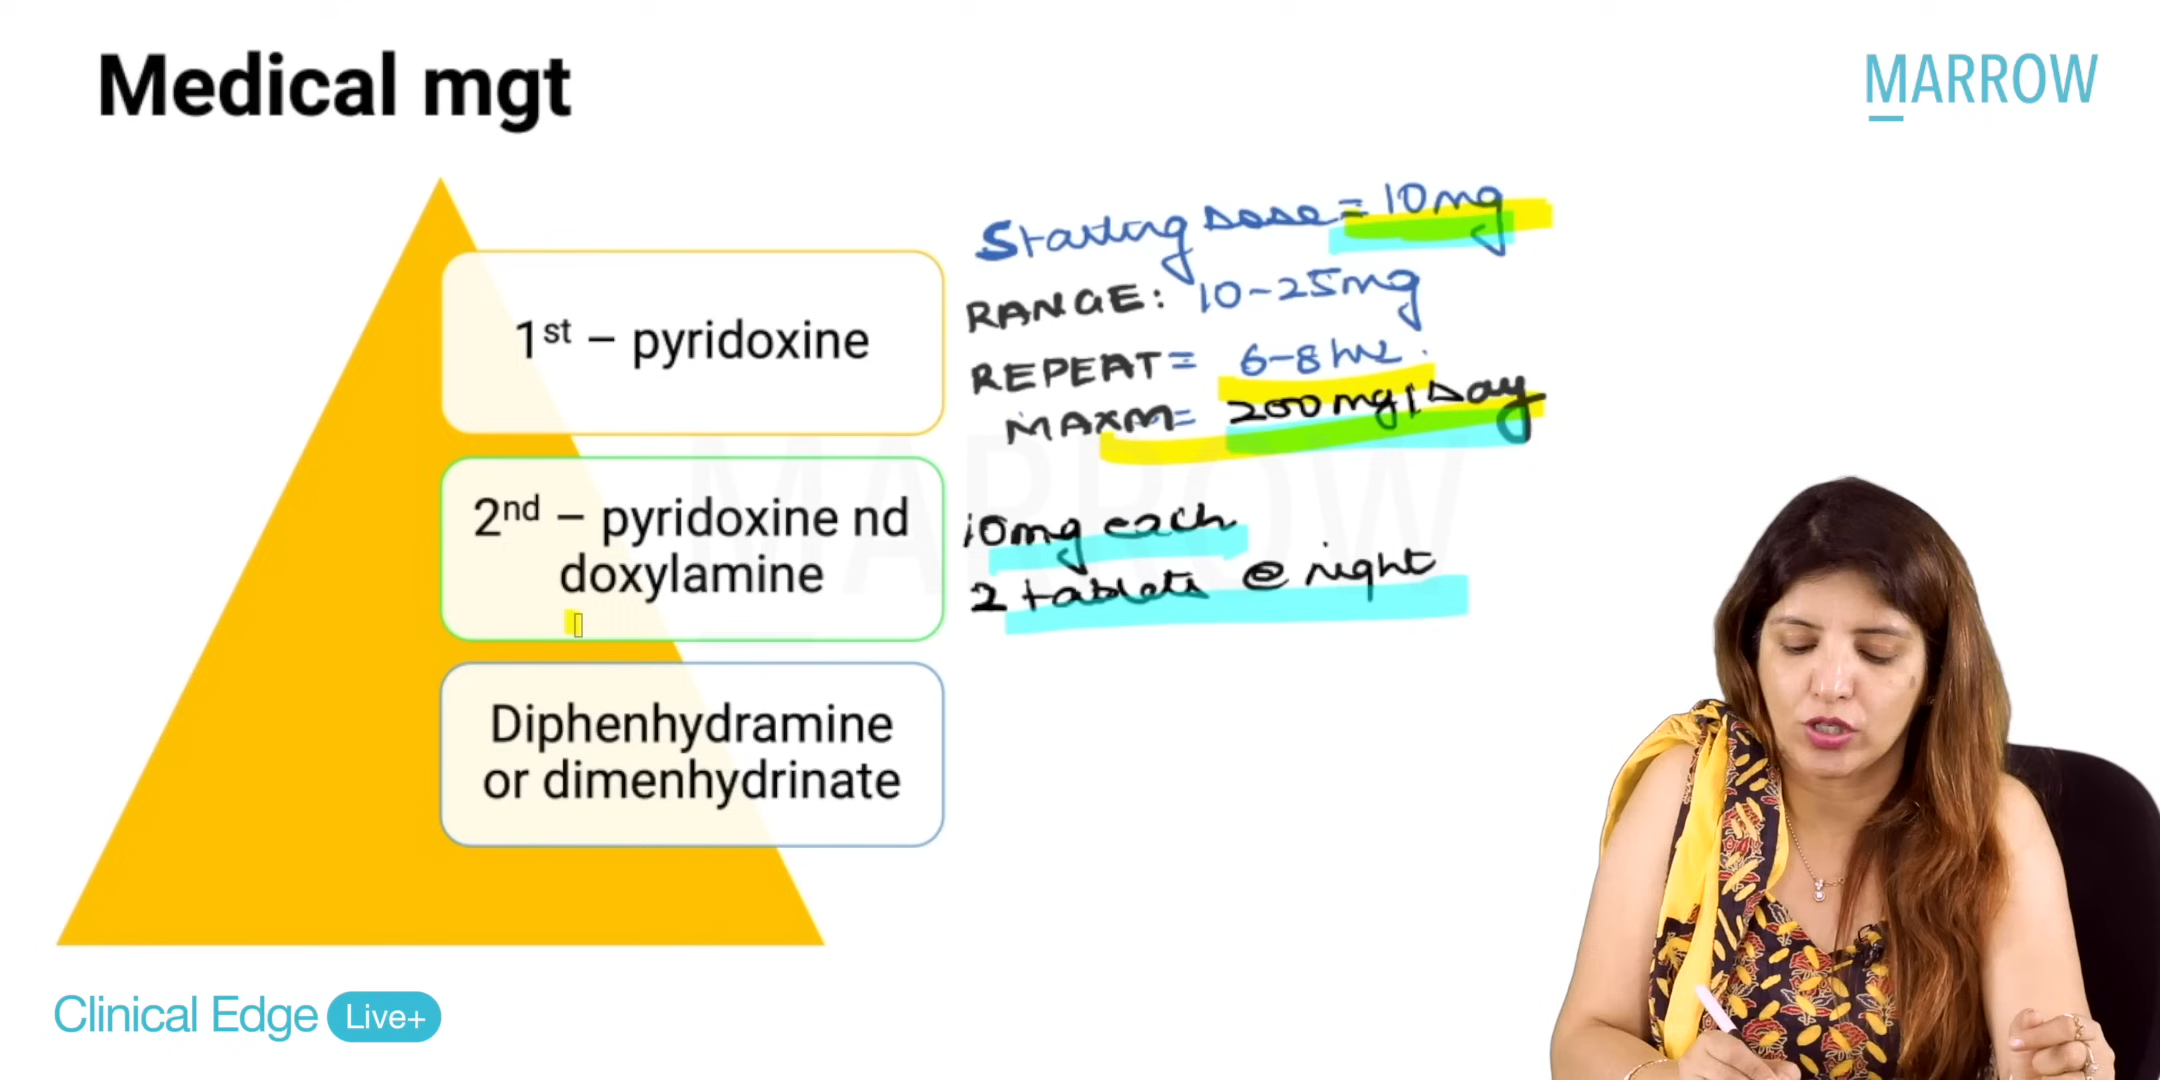 Medical mgt
MARROW
Starting dose = 10mg
RANGE: 10-25mg
1st – pyridoxine
REPEAT = 6-8 hrs.
MAXM = 200mg/day
2nd – pyridoxine nd
doxylamine
10mg each
2 tablets @ night
Diphenhydramine
or dimenhydrinate
MARROW
Clinical Edge Live+